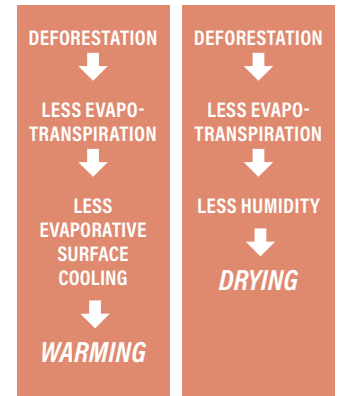 DEFORESTATION
LESS EVAPO-
TRANSPIRATION
LESS
EVAPORATIVE
SURFACE
COOLING
WARMING
DEFORESTATION
LESS EVAPO-
TRANSPIRATION
LESS HUMIDITY
DRYING